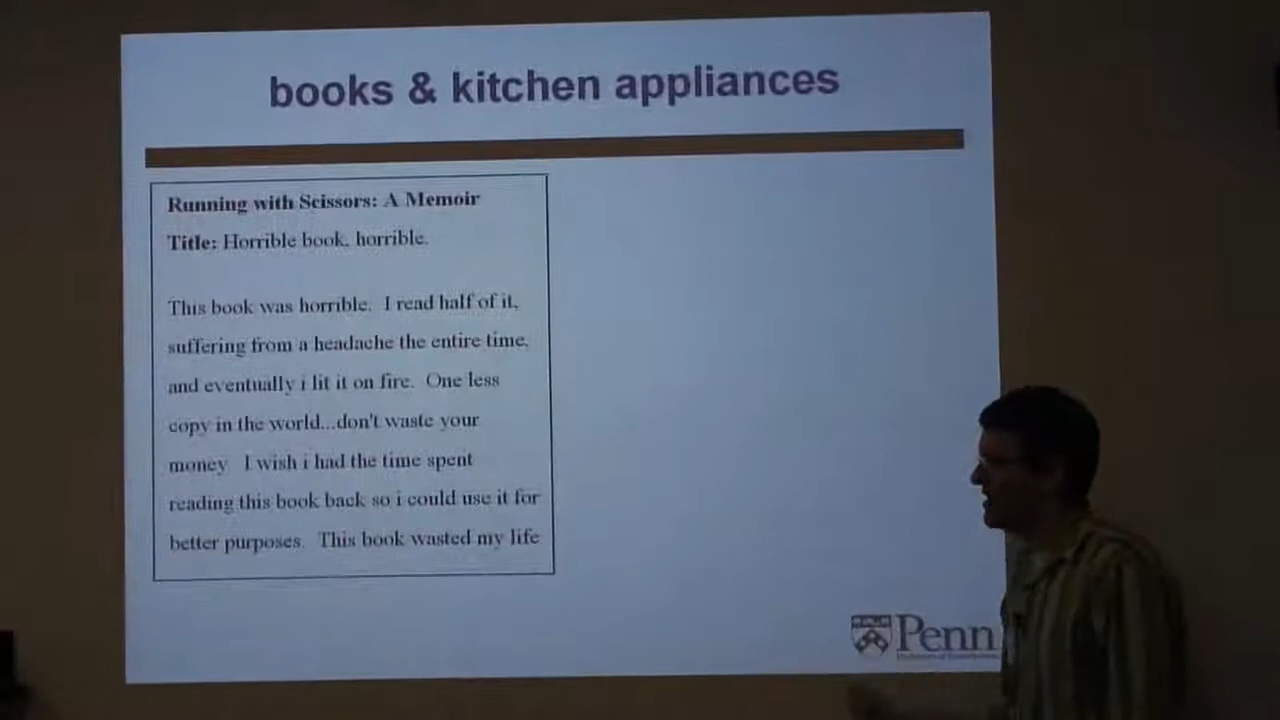 books & kitchen appliances
Running with Scissors: A Memoir
Title: Horrible book, horrible.
This book was horrible.  I read half of it,
suffering from a headache the entire time,
and eventually i lit it on fire.  One less
copy in the world...don't waste your
money   I wish i had the time spent
reading this book back so i could use it for
better purposes.  This book wasted my life
Penn